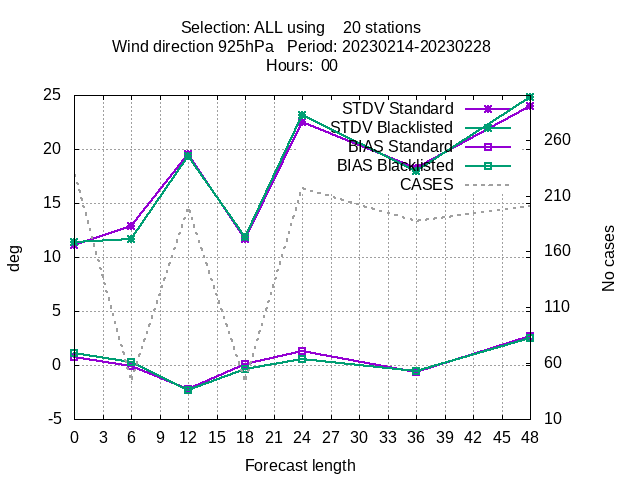 Selection: ALL using    20 stations
Wind direction 925hPa   Period: 20230214-20230228
Hours:  00
25
20
15
10
5
0
-5
deg
STDV Standard
STDV Blacklisted
BIAS Standard
BIAS Blacklisted
CASES
260
210
160
110
60
10
No cases
0 3 6 9 12 15 18 21 24 27 30 33 36 39 42 45 48
Forecast length